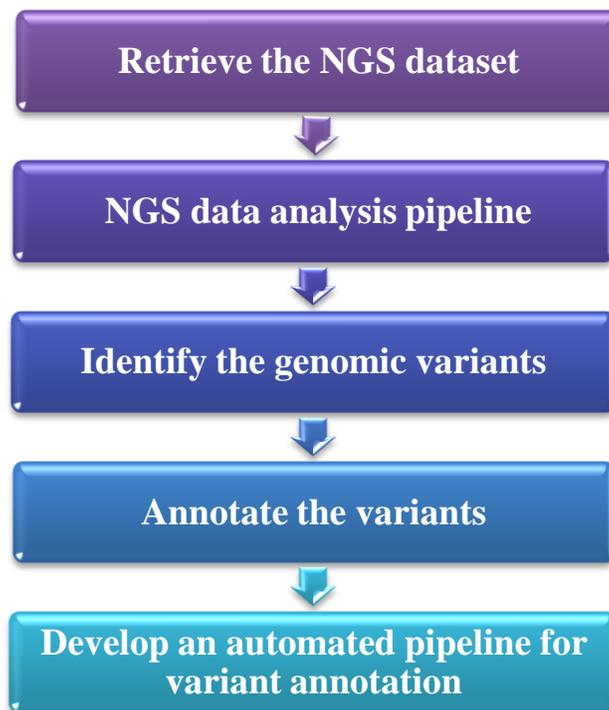 Retrieve the NGS dataset
NGS data analysis pipeline
Identify the genomic variants
Annotate the variants
Develop an automated pipeline for
variant annotation